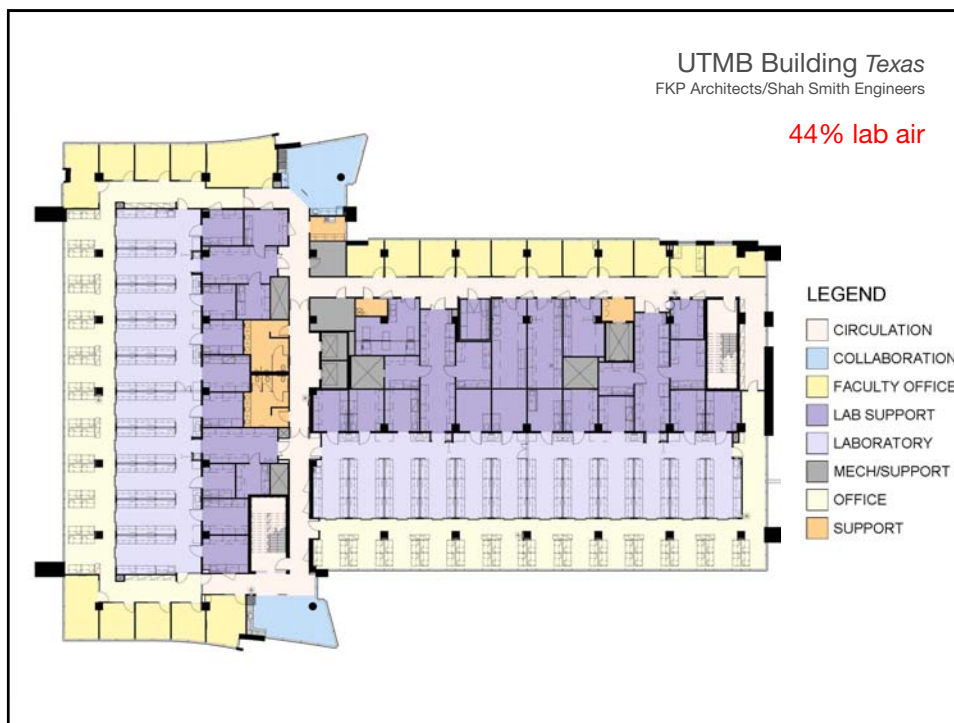 UTMB Building Texas
FKP Architects/Shah Smith Engineers
44% lab air
LEGEND
CIRCULATION
COLLABORATION
FACULTY OFFICE
LAB SUPPORT
LABORATORY
MECH/SUPPORT
OFFICE
SUPPORT